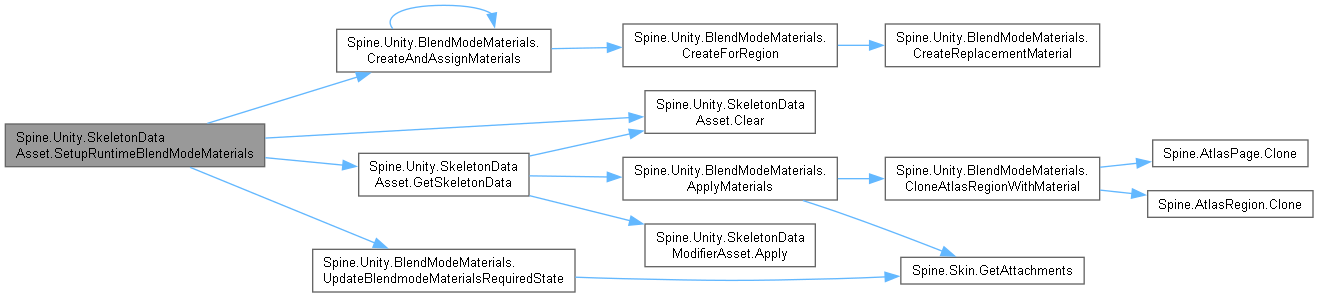 Spine.Unity.SkeletonData
Asset.SetupRuntimeBlendModeMaterials
Spine.Unity.BlendModeMaterials.
CreateAndAssignMaterials
Spine.Unity.BlendModeMaterials.
CreateForRegion
Spine.Unity.BlendModeMaterials.
CreateReplacementMaterial
Spine.Unity.SkeletonData
Asset.Clear
Spine.Unity.SkeletonData
Asset.GetSkeletonData
Spine.Unity.BlendModeMaterials.
ApplyMaterials
Spine.Unity.BlendModeMaterials.
CloneAtlasRegionWithMaterial
Spine.AtlasPage.Clone
Spine.AtlasRegion.Clone
Spine.Unity.SkeletonData
ModifierAsset.Apply
Spine.Unity.BlendModeMaterials.
UpdateBlendmodeMaterialsRequiredState
Spine.Skin.GetAttachments